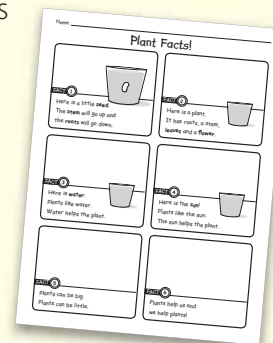 S
Name:
Plant Facts!
FACT 1
Here is a little seed.
The stem will go up and
the roots will go down.
FACT 2
Here is a plant.
It has roots, a stem,
leaves and a flower.
FACT 3
Here is water.
Plants like water.
Water helps the plant.
FACT 4
Here is the sun!
Plants like the sun.
The sun helps the plant.
FACT 5
Plants can be big.
Plants can be little.
FACT 6
Plants help us and
we help plants!